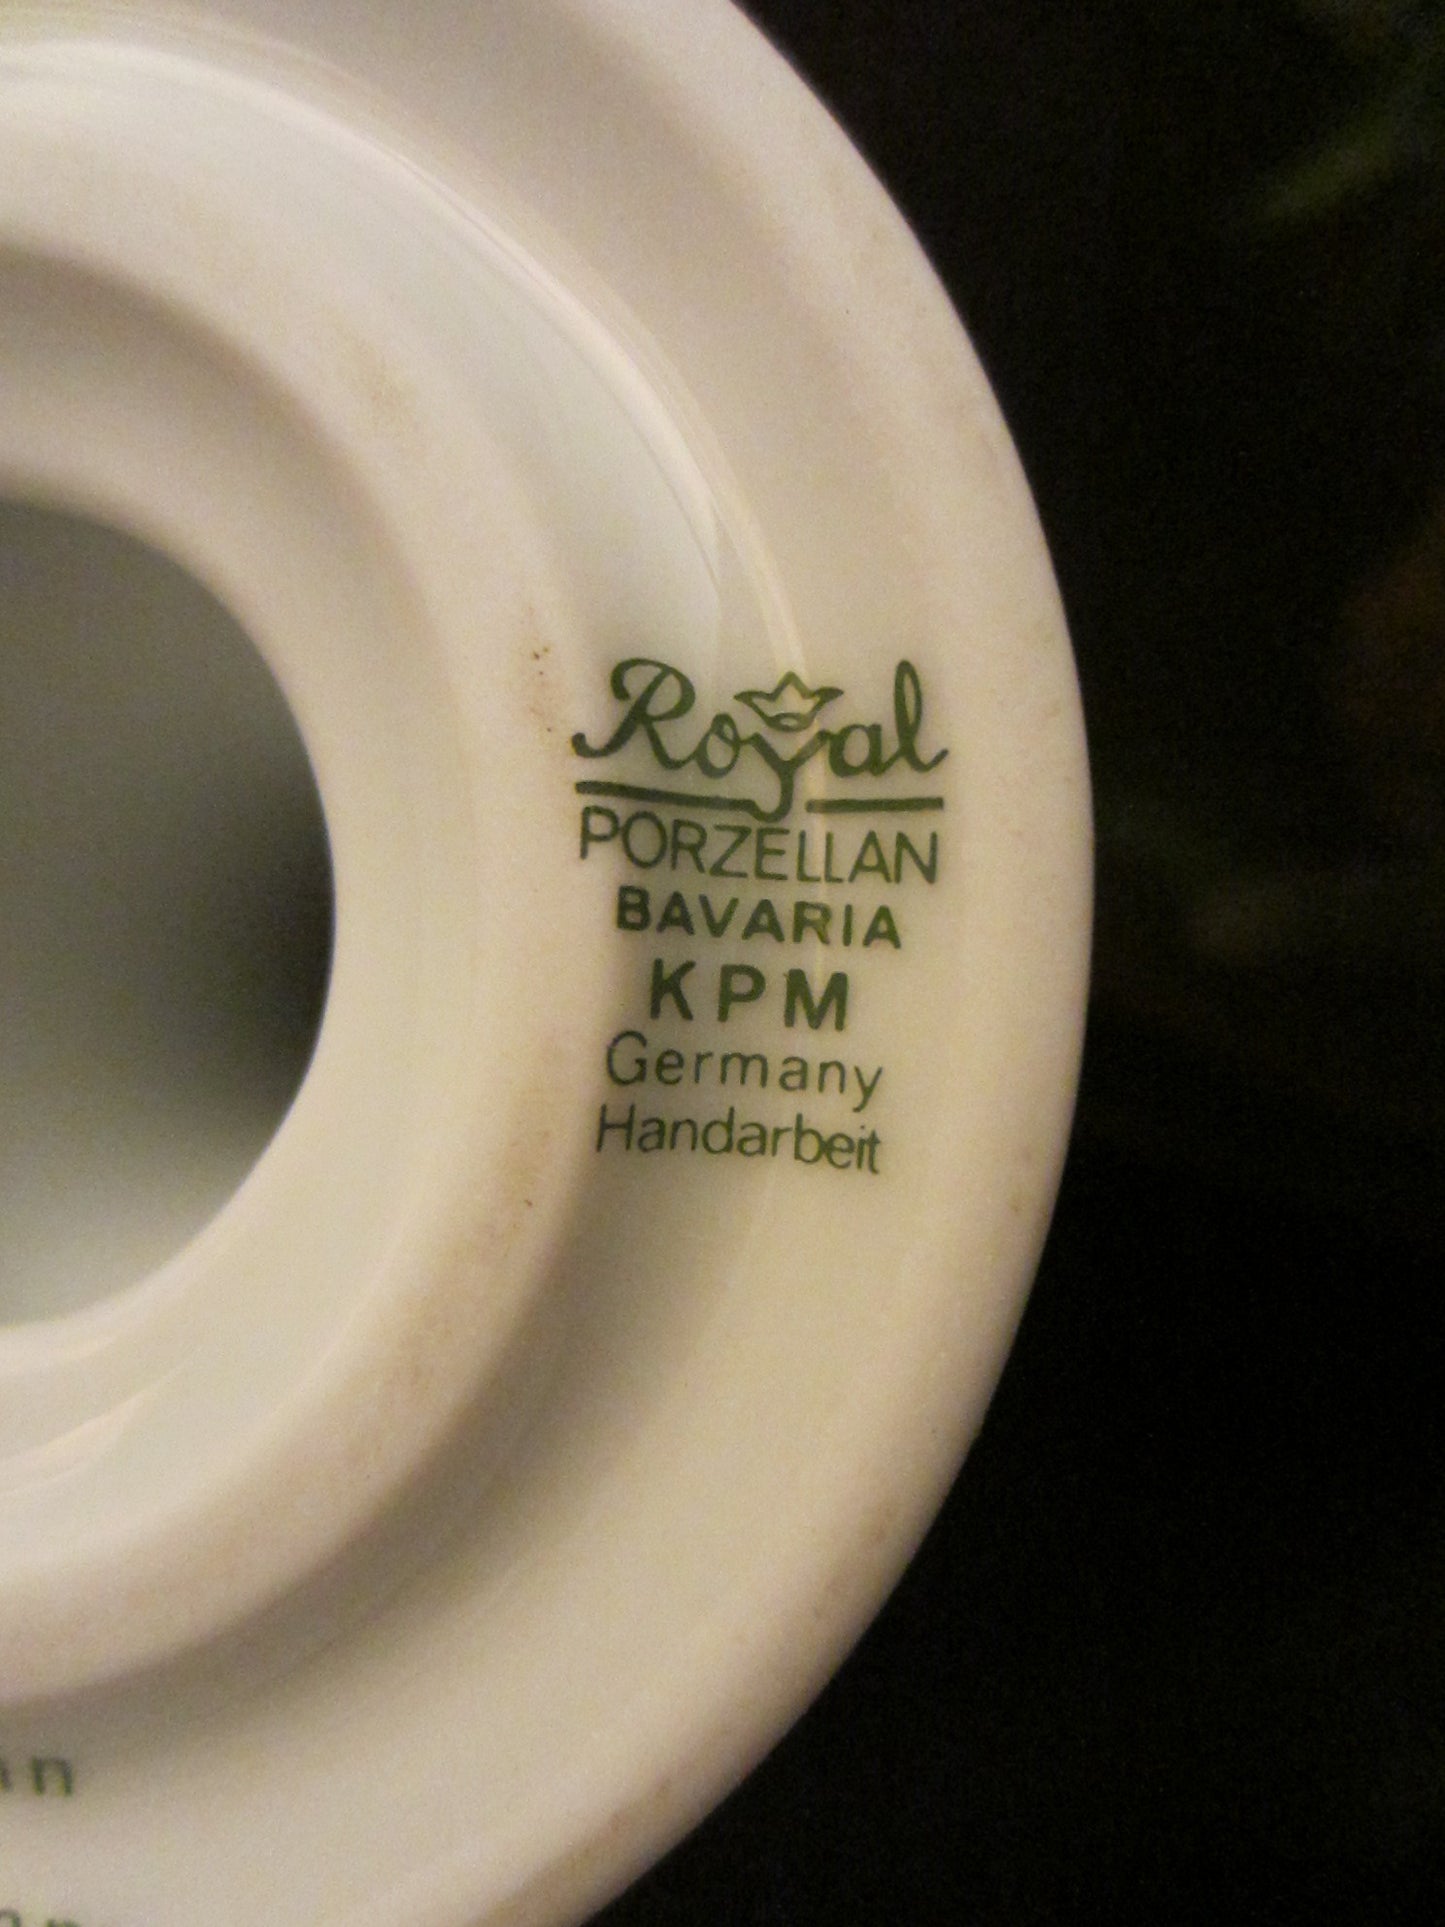 Royal
PORZELLAN
BAVARIA
KPM
Germany
Handarbeit